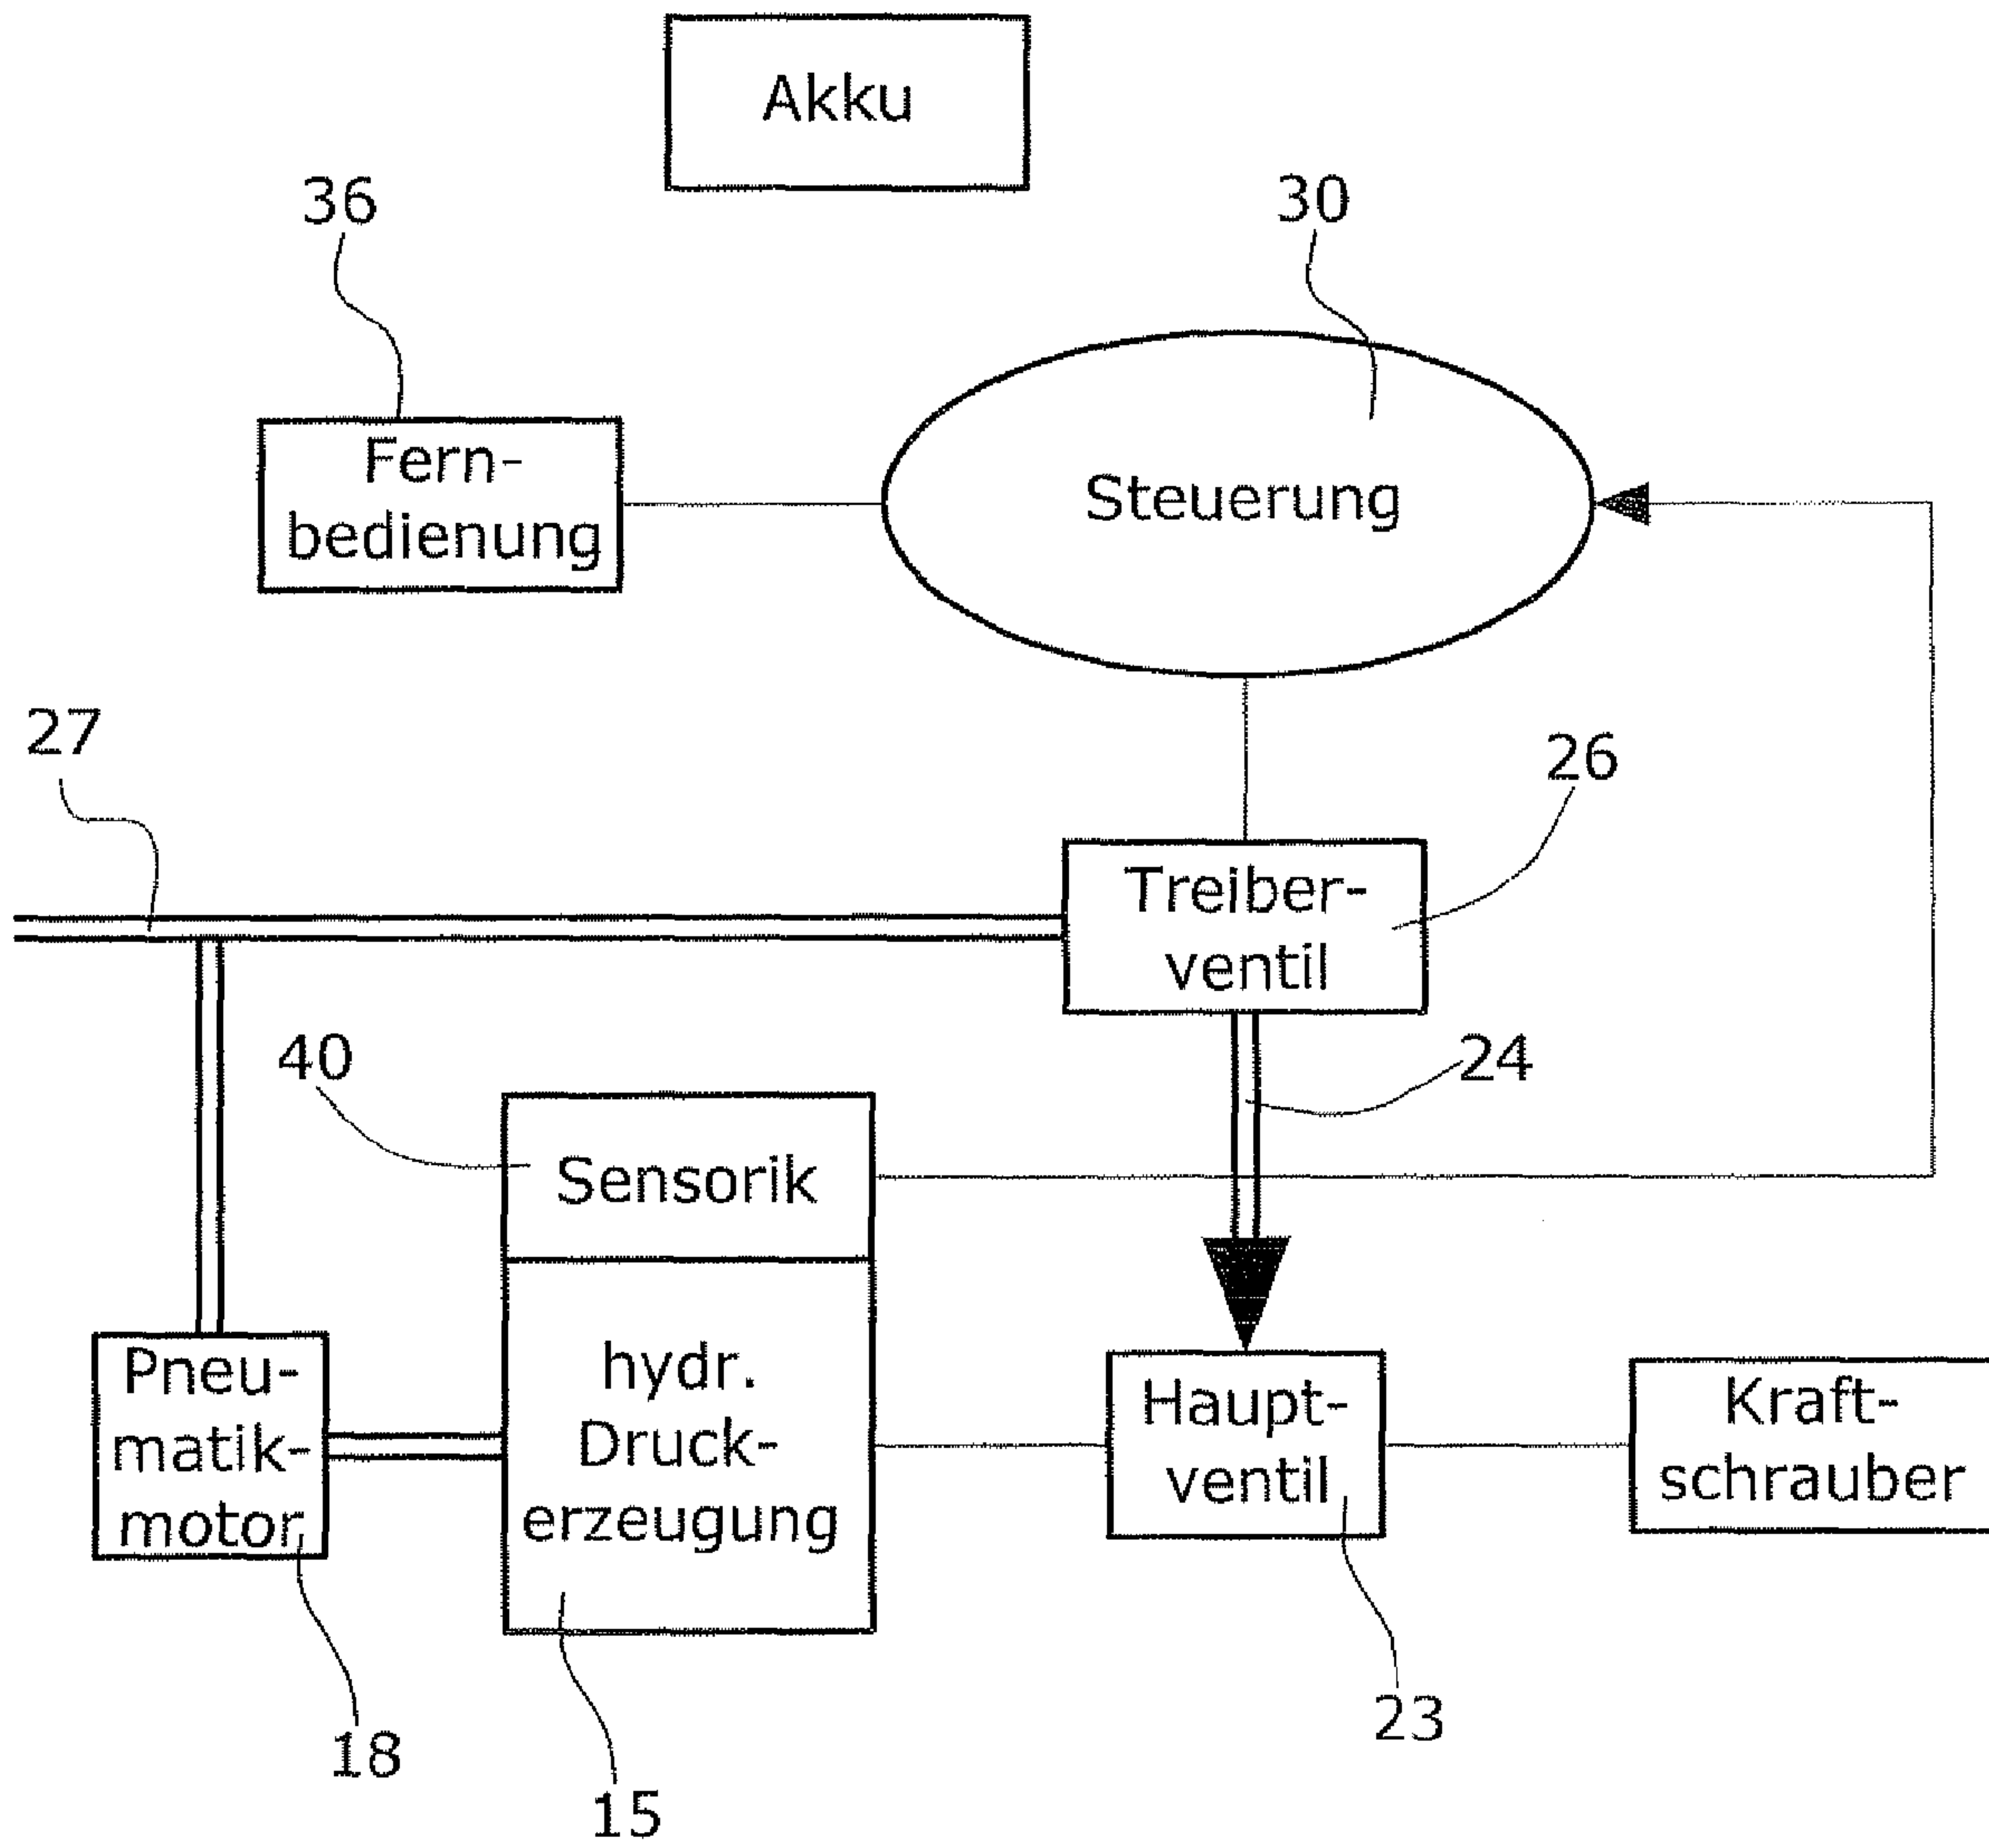 Akku
36
30
Fern-
bedienung
Steuerung
27
26
Treiber-
ventil
40
24
Sensorik
Pneu-
matik-
motor
hydr.
Druck-
erzeugung
Haupt-
ventil
Kraft-
schrauber
18
15
23